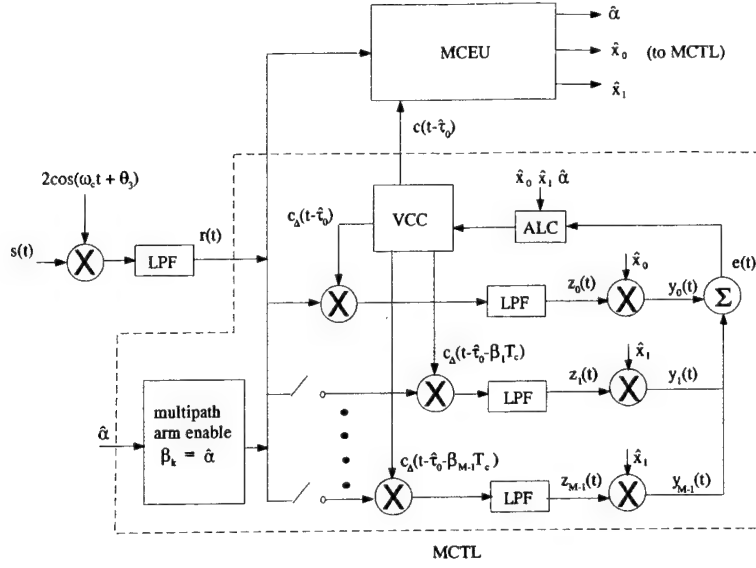 α̂
MCEU
x̂₀ (to MCTL)
x̂₁
c(t-τ̂₀)
2cos(ω_c t + θ₃)
x̂₀ x̂₁ α̂
VCC
ALC
c_Δ(t-τ̂₀)
s(t)
X
LPF
r(t)
e(t)
x̂₀
X
LPF
z₀(t)
X
y₀(t)
Σ
c_Δ(t-τ̂₀-β₁T_c)
x̂₁
X
LPF
z₁(t)
X
y₁(t)
α̂
multipath
arm enable
β_k = α̂
c_Δ(t-τ̂₀-β_{M-1}T_c)
x̂₁
X
LPF
z_{M-1}(t)
X
y_{M-1}(t)
MCTL